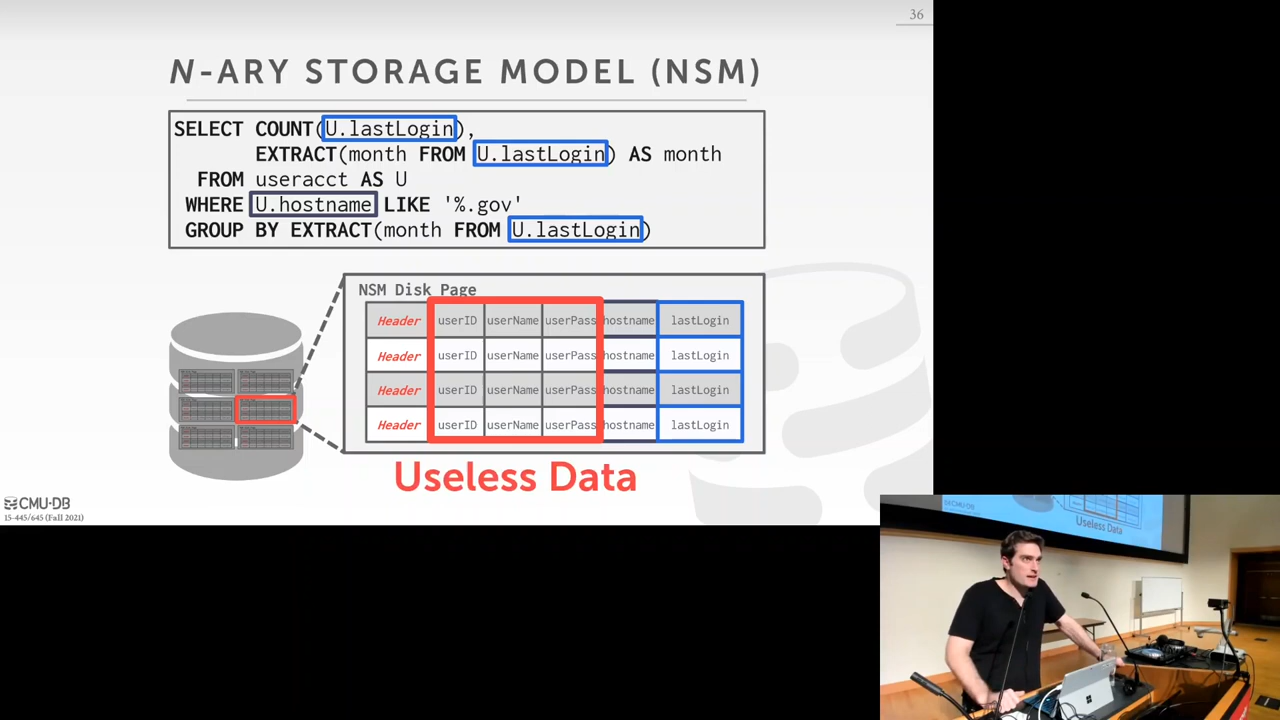 36
N-ARY STORAGE MODEL (NSM)
SELECT COUNT(U.lastLogin),
EXTRACT(month FROM U.lastLogin) AS month
FROM useracct AS U
WHERE U.hostname LIKE '%.gov'
GROUP BY EXTRACT(month FROM U.lastLogin)
NSM Disk Page
Header userID userName userPass hostname lastLogin
Header userID userName userPass hostname lastLogin
Header userID userName userPass hostname lastLogin
Header userID userName userPass hostname lastLogin
Useless Data
CMU·DB
15-445/645 (Fall 2021)
Useless Data